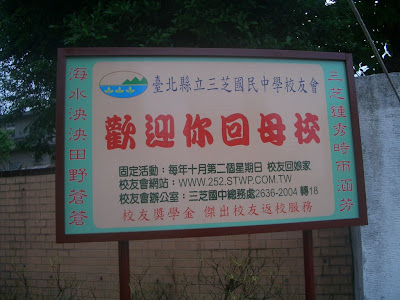 臺北縣立三芝國民中學校友會
三芝鍾秀時雨涵芬
海水泱泱田野蒼蒼
歡迎你回母校
固定活動：每年十月第二個星期日 校友回娘家
校友會網站：WWW.252.STWP.COM.TW
校友會辦公室：三芝國中總務處2636-2004 轉18
校友獎學金 傑出校友返校服務